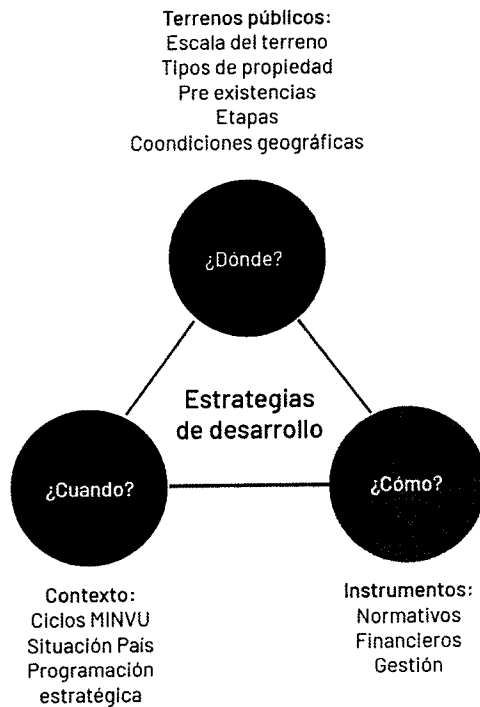 Terrenos públicos:
Escala del terreno
Tipos de propiedad
Pre existencias
Etapas
Coondiciones geográficas
¿Dónde?
Estrategias
de desarrollo
¿Cuando?
¿Cómo?
Contexto:
Ciclos MINVU
Situación País
Programación
estratégica
Instrumentos:
Normativos
Financieros
Gestión